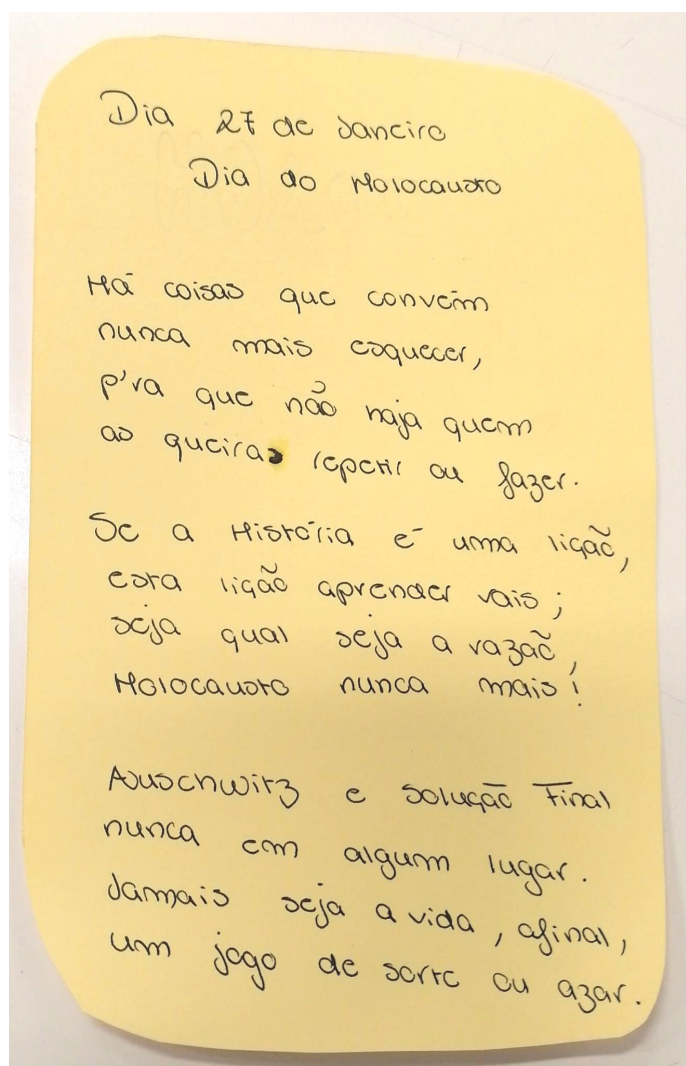 Dia 27 de Janeiro
Dia do Holocausto
Há coisas que convém
nunca mais esquecer,
p'ra que não haja quem
as queira repetir ou fazer.
Se a História é uma lição,
esta lição aprender vais;
seja qual seja a razão,
Holocausto nunca mais!
Auschwitz e Solução Final
nunca em algum lugar.
Jamais seja a vida, afinal,
um jogo de sorte ou azar.